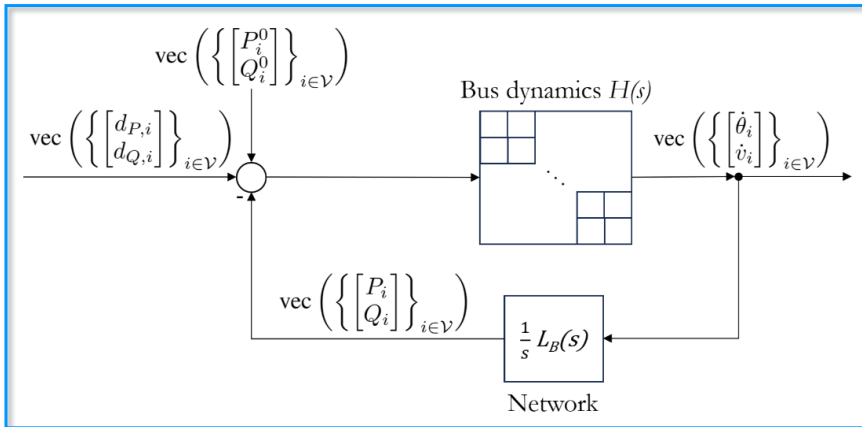 vec ( { [ P_i^0 Q_i^0 ] }_{i∈𝒱} )
Bus dynamics H(s)
vec ( { [ d_{P,i} d_{Q,i} ] }_{i∈𝒱} )
vec ( { [ θ̇_i v̇_i ] }_{i∈𝒱} )
⋱
-
vec ( { [ P_i Q_i ] }_{i∈𝒱} )
1/s L_B(s)
Network